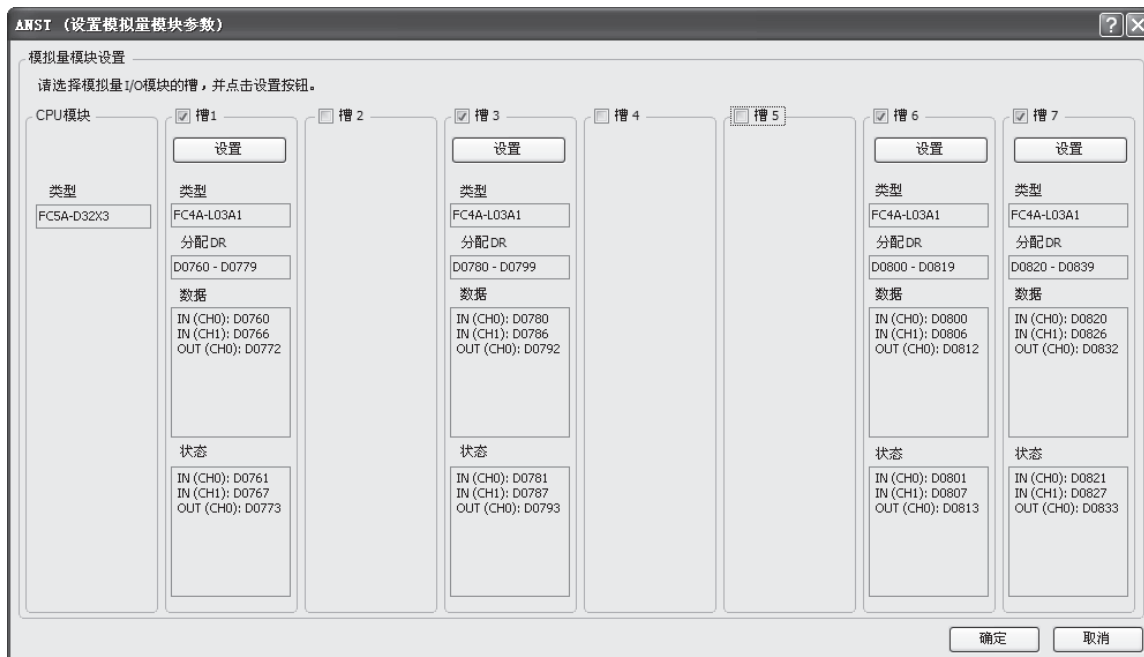 ANST (设置模拟量模块参数)
模拟量模块设置
请选择模拟量I/O模块的槽，并点击设置按钮。
CPU模块
类型
FC5A-D32X3
槽1
设置
类型
FC4A-L03A1
分配DR
D0760 - D0779
数据
IN (CH0): D0760
IN (CH1): D0766
OUT (CH0): D0772
状态
IN (CH0): D0761
IN (CH1): D0767
OUT (CH0): D0773
槽 2
槽 3
设置
类型
FC4A-L03A1
分配DR
D0780 - D0799
数据
IN (CH0): D0780
IN (CH1): D0786
OUT (CH0): D0792
状态
IN (CH0): D0781
IN (CH1): D0787
OUT (CH0): D0793
槽 4
槽 5
槽 6
设置
类型
FC4A-L03A1
分配DR
D0800 - D0819
数据
IN (CH0): D0800
IN (CH1): D0806
OUT (CH0): D0812
状态
IN (CH0): D0801
IN (CH1): D0807
OUT (CH0): D0813
槽 7
设置
类型
FC4A-L03A1
分配DR
D0820 - D0839
数据
IN (CH0): D0820
IN (CH1): D0826
OUT (CH0): D0832
状态
IN (CH0): D0821
IN (CH1): D0827
OUT (CH0): D0833
确定
取消